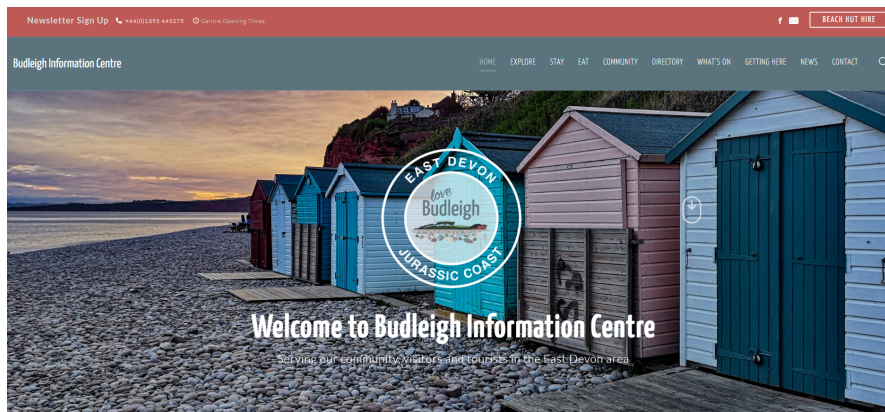 Newsletter Sign Up +44(0)1395 445275 Centre Opening Times
BEACH HUT HIRE
Budleigh Information Centre
HOME EXPLORE STAY EAT COMMUNITY DIRECTORY WHAT'S ON GETTING HERE NEWS CONTACT
EAST DEVON
love
Budleigh
JURASSIC COAST
Welcome to Budleigh Information Centre
Serving our community, visitors and tourists in the East Devon area